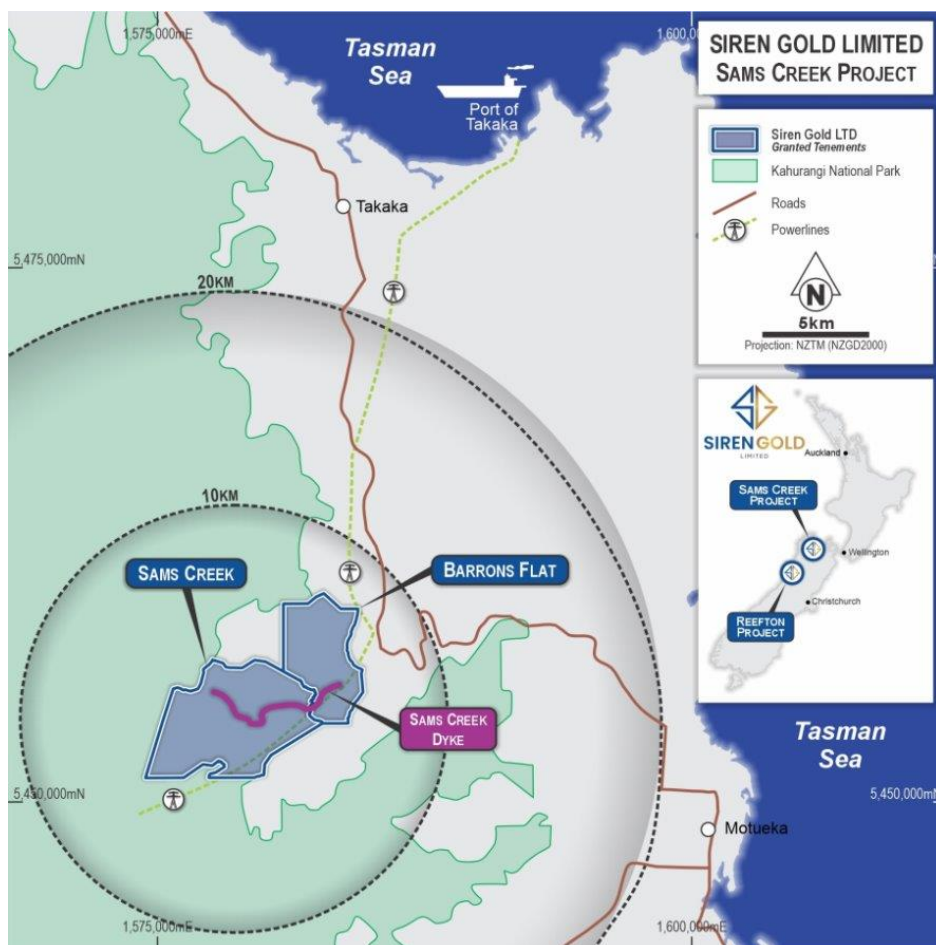 1,575,000mE
1,600,000mE
Tasman
Sea
Port of
Takaka
Takaka
5,475,000mN
20KM
10KM
SAMS CREEK
BARRONS FLAT
SAMS CREEK
DYKE
5,450,000mN
Motueka
1,575,000mE
1,600,000mE
SIREN GOLD LIMITED
SAMS CREEK PROJECT
Siren Gold LTD
Granted Tenements
Kahurangi National Park
Roads
Powerlines
N
5km
Projection: NZTM (NZGD2000)
SIREN GOLD
LIMITED
Auckland
SAMS CREEK
PROJECT
Wellington
Christchurch
REEFTON
PROJECT
Tasman
Sea
5,450,000mN